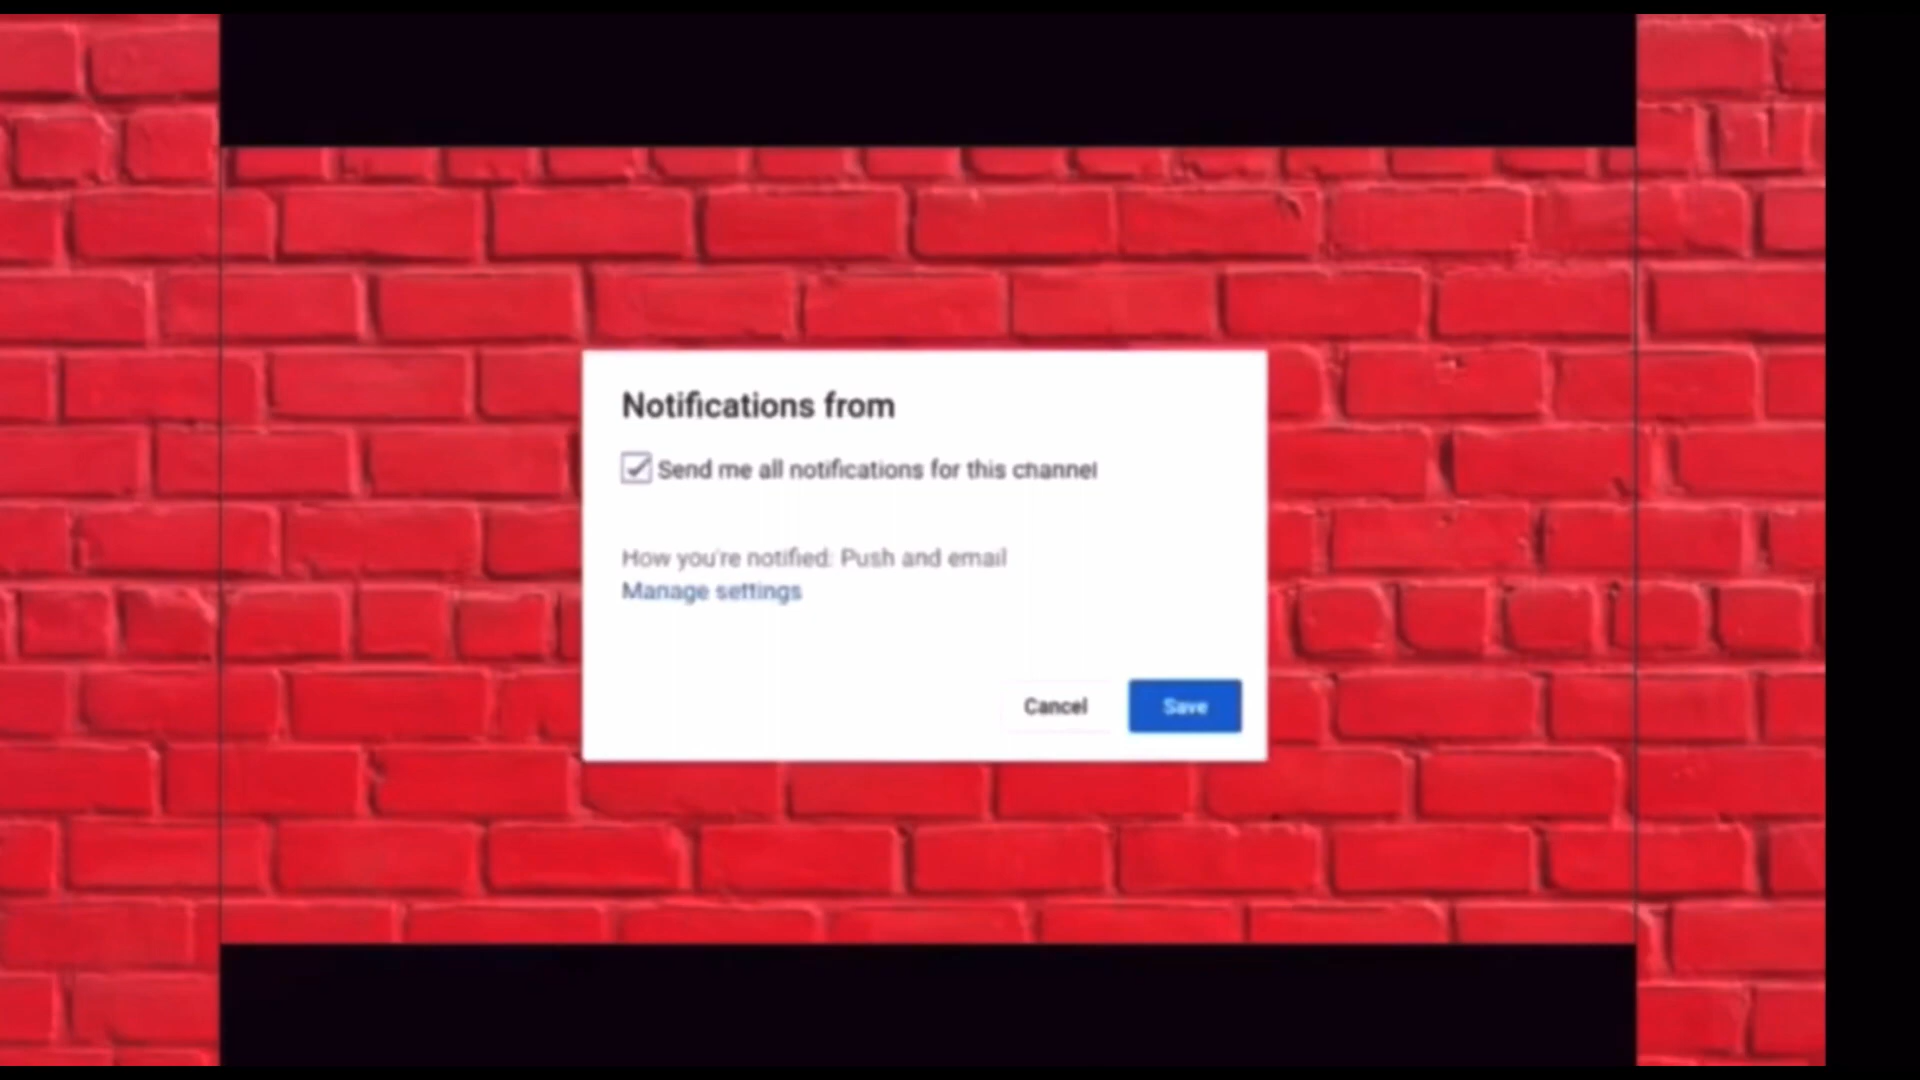 Notifications from
Send me all notifications for this channel
How you're notified: Push and email
Manage settings
Cancel
Save